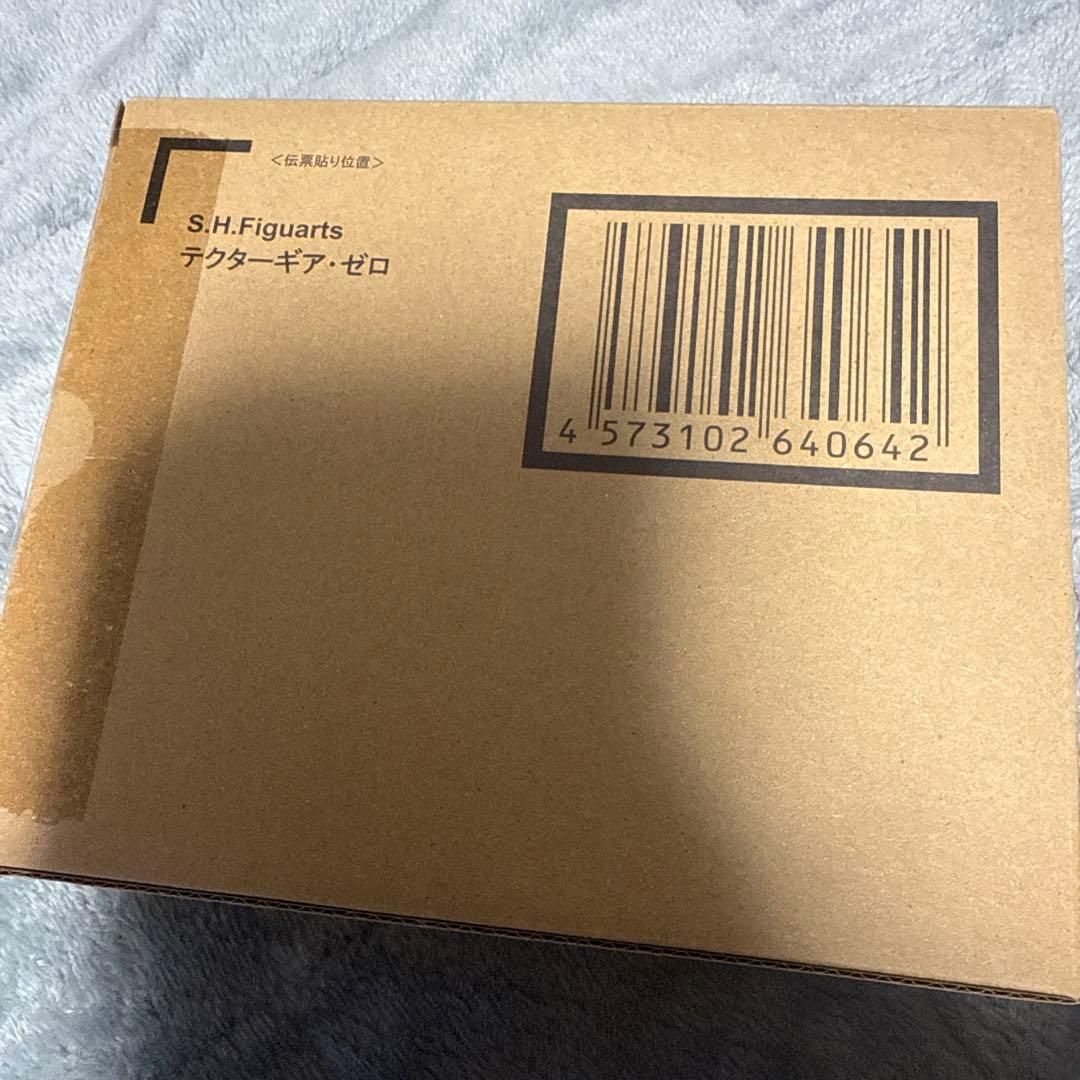 <伝票貼り位置>
S.H.Figuarts
テクターギア・ゼロ
4 573102 640642